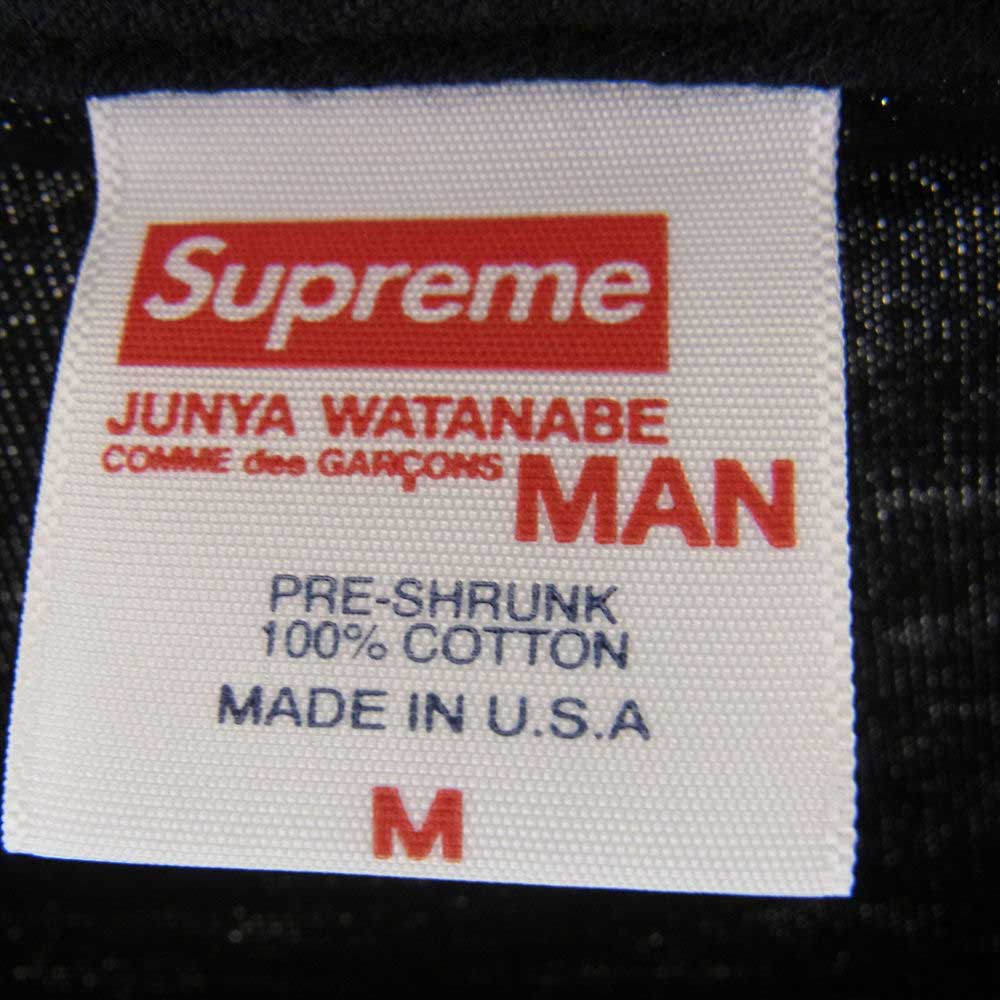 Supreme
JUNYA WATANABE
COMME des GARÇONS MAN
PRE-SHRUNK
100% COTTON
MADE IN U.S.A
M